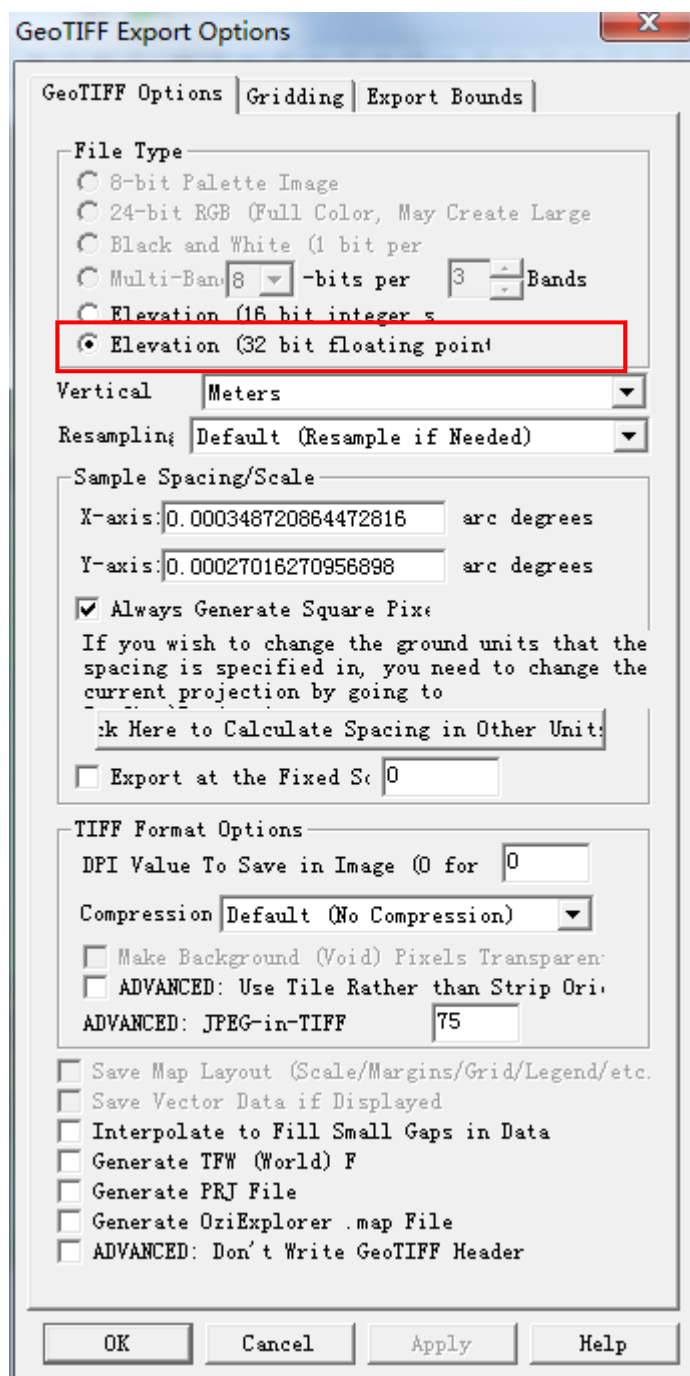 GeoTIFF Export Options
GeoTIFF Options Gridding Export Bounds
File Type
8-bit Palette Image
24-bit RGB (Full Color, May Create Large
Black and White (1 bit per
Multi-Ban 8 -bits per 3 Bands
Elevation (16 bit integer s
Elevation (32 bit floating point
Vertical Meters
Resampling Default (Resample if Needed)
Sample Spacing/Scale
X-axis: 0.000348720864472816 arc degrees
Y-axis: 0.00027016270956898 arc degrees
Always Generate Square Pixe
If you wish to change the ground units that the
spacing is specified in, you need to change the
current projection by going to
ck Here to Calculate Spacing in Other Units
Export at the Fixed Sc 0
TIFF Format Options
DPI Value To Save in Image (0 for 0
Compression Default (No Compression)
Make Background (Void) Pixels Transparen
ADVANCED: Use Tile Rather than Strip Ori
ADVANCED: JPEG-in-TIFF 75
Save Map Layout (Scale/Margins/Grid/Legend/etc.
Save Vector Data if Displayed
Interpolate to Fill Small Gaps in Data
Generate TFW (World) F
Generate PRJ File
Generate OziExplorer .map File
ADVANCED: Don't Write GeoTIFF Header
OK Cancel Apply Help